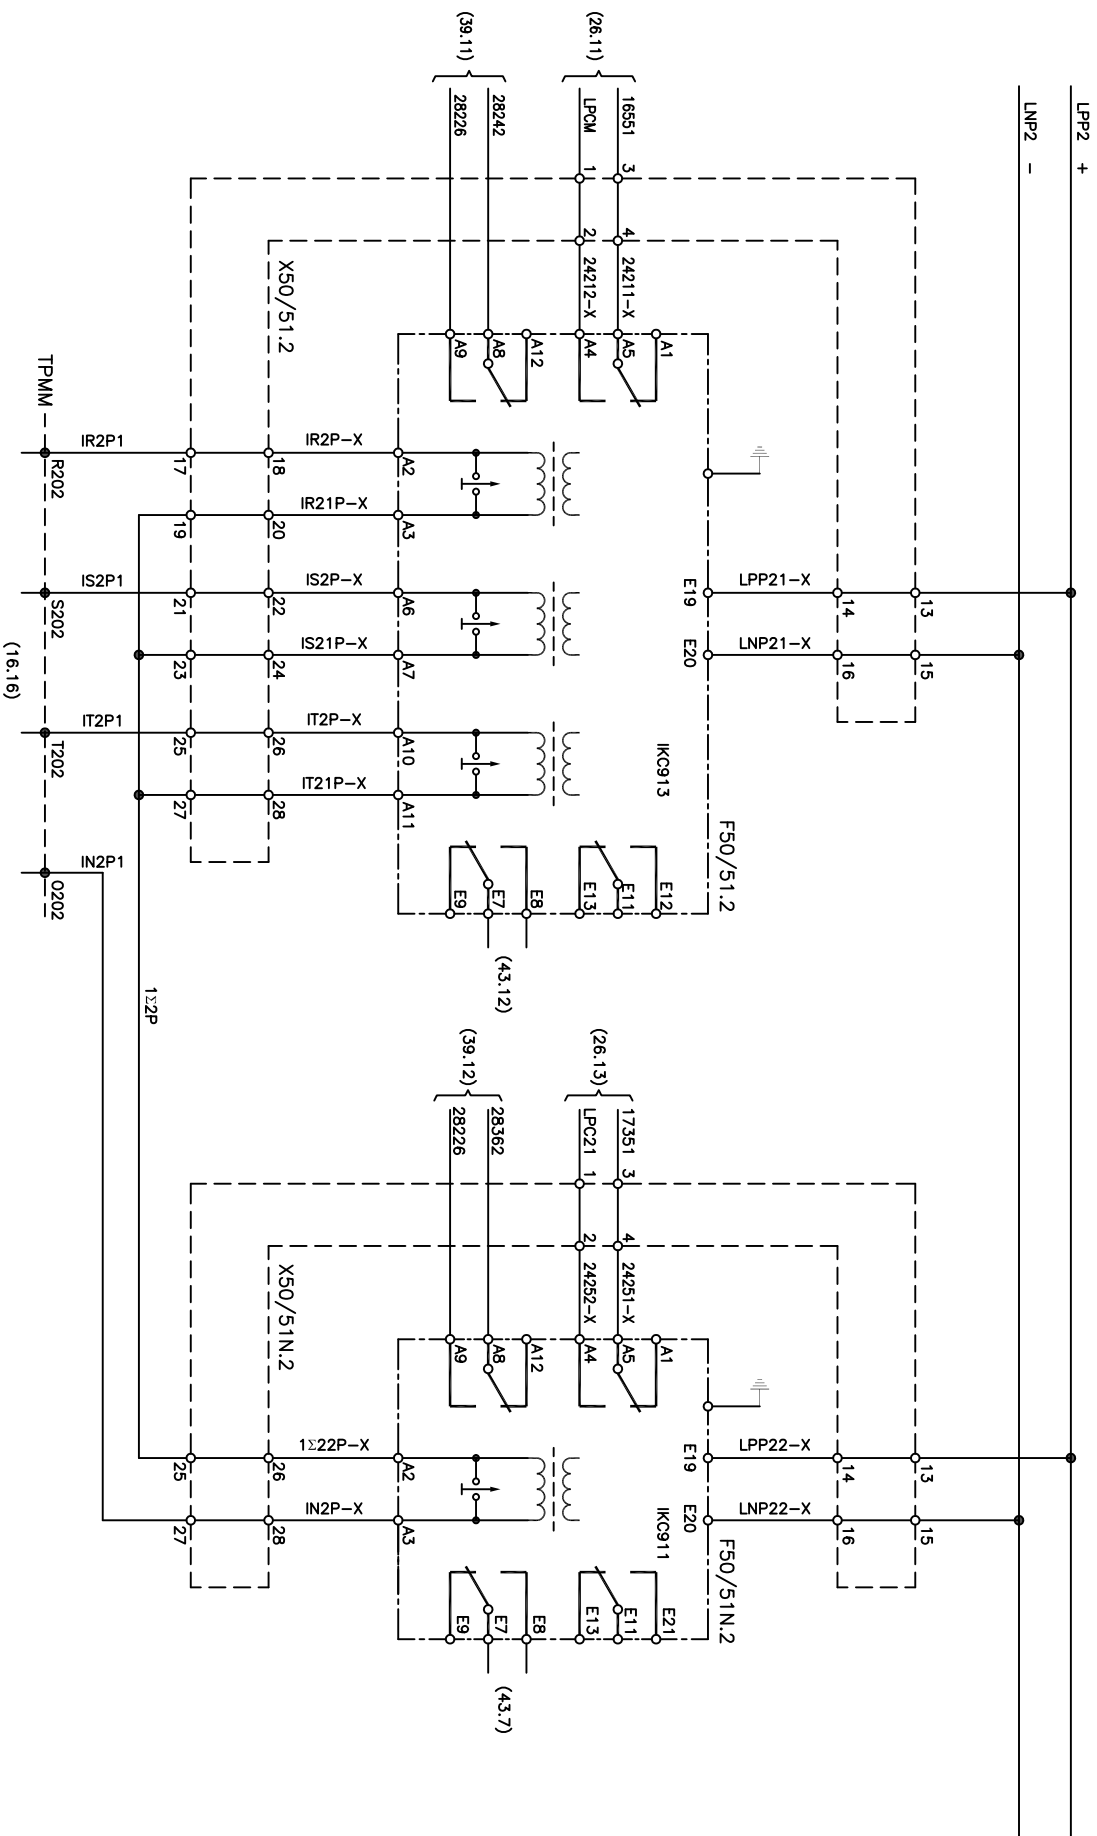 LPP2 +
LNP2 -
(26.11)
16551
LPCM
(39.11)
28242
28226
3
1
4
2
24211-X
24212-X
X50/51.2
A1
A5
A4
A12
A8
A9
LPP21-X
LNP21-X
13
14
15
16
E19
E20
IKC913
F50/51.2
E12
E11
E13
E8
E7
E9
(43.12)
A2
A3
A6
A7
A10
A11
IR2P-X
IR21P-X
IS2P-X
IS21P-X
IT2P-X
IT21P-X
18
20
22
24
26
28
17
19
21
23
25
27
IR2P1
IS2P1
IT2P1
IN2P1
1Σ2P
TPMM
R202
S202
T202
O202
(16.16)
(26.13)
17351
LPC21
(39.12)
28362
28226
3
1
4
2
24251-X
24252-X
X50/51N.2
A1
A5
A4
A12
A8
A9
LPP22-X
LNP22-X
13
14
15
16
E19
E20
IKC911
F50/51N.2
E21
E11
E13
E8
E7
E9
(43.7)
A2
A3
1Σ22P-X
IN2P-X
26
28
25
27